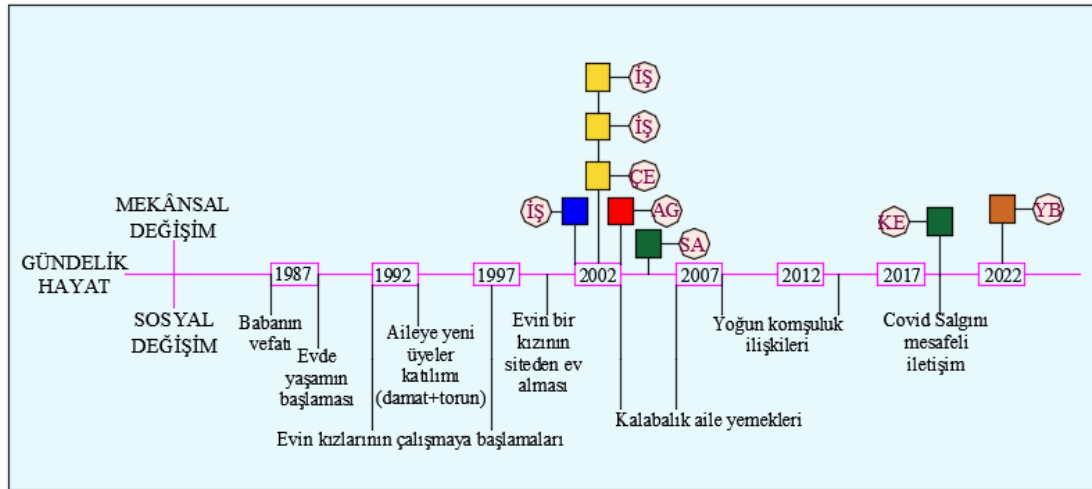 İŞ
İŞ
ÇE
İŞ
AG
SA
KE
YB
MEKÂNSAL
DEĞİŞİM
GÜNDELİK
HAYAT
SOSYAL
DEĞİŞİM
1987
1992
1997
2002
2007
2012
2017
2022
Babanın
vefatı
Evde
yaşamın
başlaması
Aileye yeni
üyeler
katılımı
(damat+torun)
Evin kızlarının çalışmaya başlamaları
Evin bir
kızının
siteden ev
alması
Kalabalık aile yemekleri
Yoğun komşuluk
ilişkileri
Covid Salgını
mesafeli
iletişim